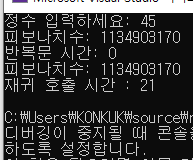 정수 입력하세요: 45
피보나치수: 1134903170
반복문 시간: 0
피보나치수: 1134903170
재귀 호출 시간 : 21
C:\Users\KONKUK\source\r
디버깅이 중지될 때 콘솔을
하도록 설정합니다.